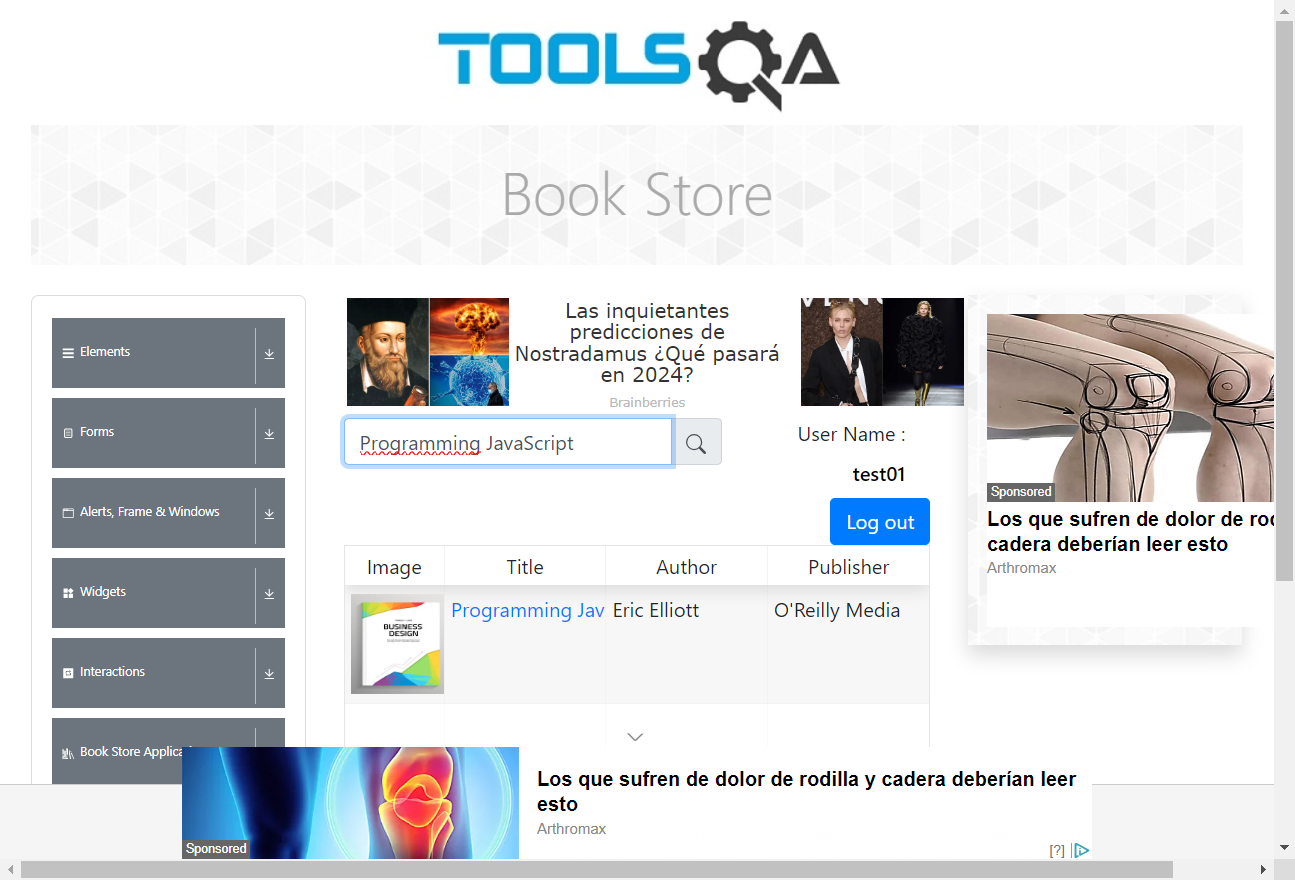 TOOLSQA
Book Store
Elements
Forms
Alerts, Frame & Windows
Widgets
Interactions
Book Store Applica
Las inquietantes
predicciones de
Nostradamus ¿Qué pasará
en 2024?
Brainberries
Programming JavaScript
User Name :
test01
Log out
Image Title Author Publisher
BUSINESS
DESIGN
Programming Jav Eric Elliott O'Reilly Media
Sponsored
Los que sufren de dolor de ro
cadera deberían leer esto
Arthromax
Sponsored
Los que sufren de dolor de rodilla y cadera deberían leer
esto
Arthromax
[?]